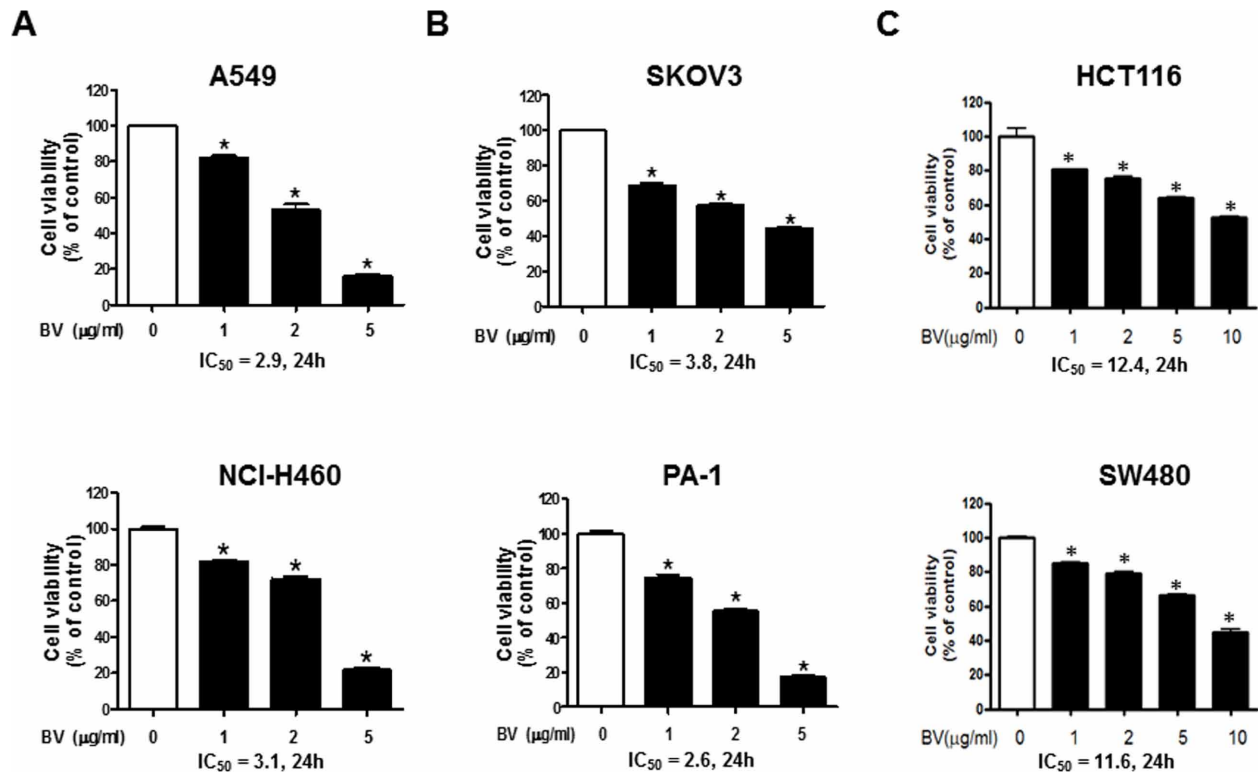 A
A549
Cell viability
(% of control)
120
100
80
60
40
20
0
*
*
*
BV (μg/ml) 0 1 2 5
IC50 = 2.9, 24h
NCI-H460
Cell viability
(% of control)
120
100
80
60
40
20
0
*
*
*
BV (μg/ml) 0 1 2 5
IC50 = 3.1, 24h
B
SKOV3
Cell viability
(% of control)
120
100
80
60
40
20
0
*
*
*
BV (μg/ml) 0 1 2 5
IC50 = 3.8, 24h
PA-1
Cell viability
(% of control)
120
100
80
60
40
20
0
*
*
*
BV (μg/ml) 0 1 2 5
IC50 = 2.6, 24h
C
HCT116
Cell viability
(% of control)
120
100
80
60
40
20
0
*
*
*
*
BV(μg/ml) 0 1 2 5 10
IC50 = 12.4, 24h
SW480
Cell viability
(% of control)
120
100
80
60
40
20
0
*
*
*
*
BV(μg/ml) 0 1 2 5 10
IC50 = 11.6, 24h